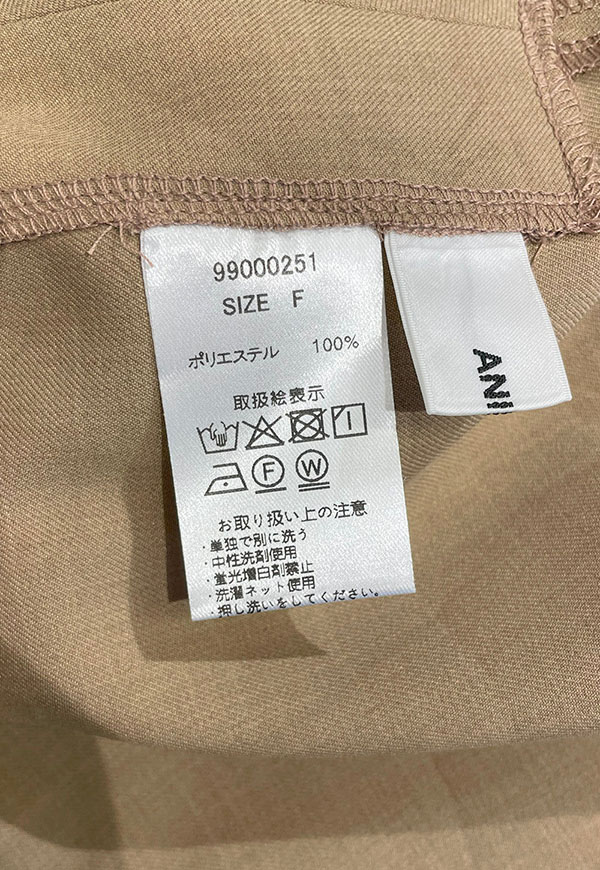 99000251
SIZE F
ポリエステル 100%
取扱絵表示
F W
お取り扱い上の注意
・単独で別に洗う
・中性洗剤使用
・蛍光増白剤禁止
・洗濯ネット使用
・押し洗いをしてください。